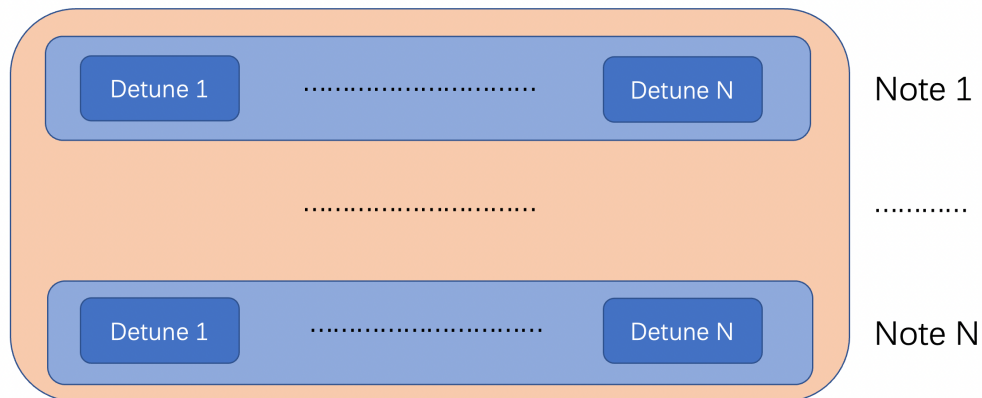 Detune 1 ………………………… Detune N Note 1
………………………… …………
Detune 1 ………………………… Detune N Note N